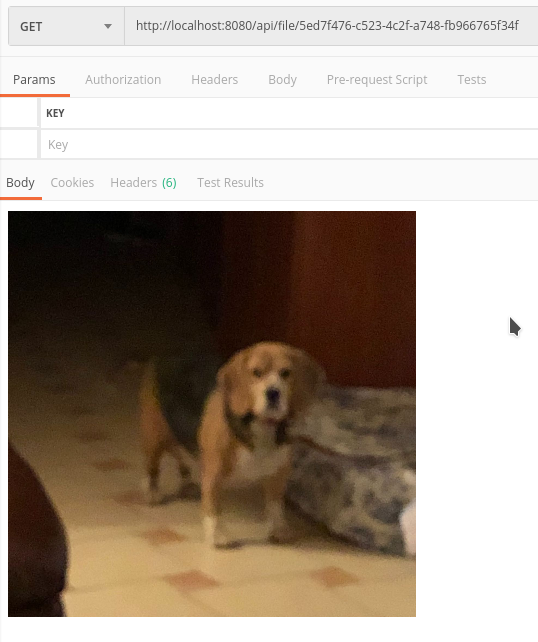 GET http://localhost:8080/api/file/5ed7f476-c523-4c2f-a748-fb966765f34f
Params Authorization Headers Body Pre-request Script Tests
KEY
Key
Body Cookies Headers (6) Test Results